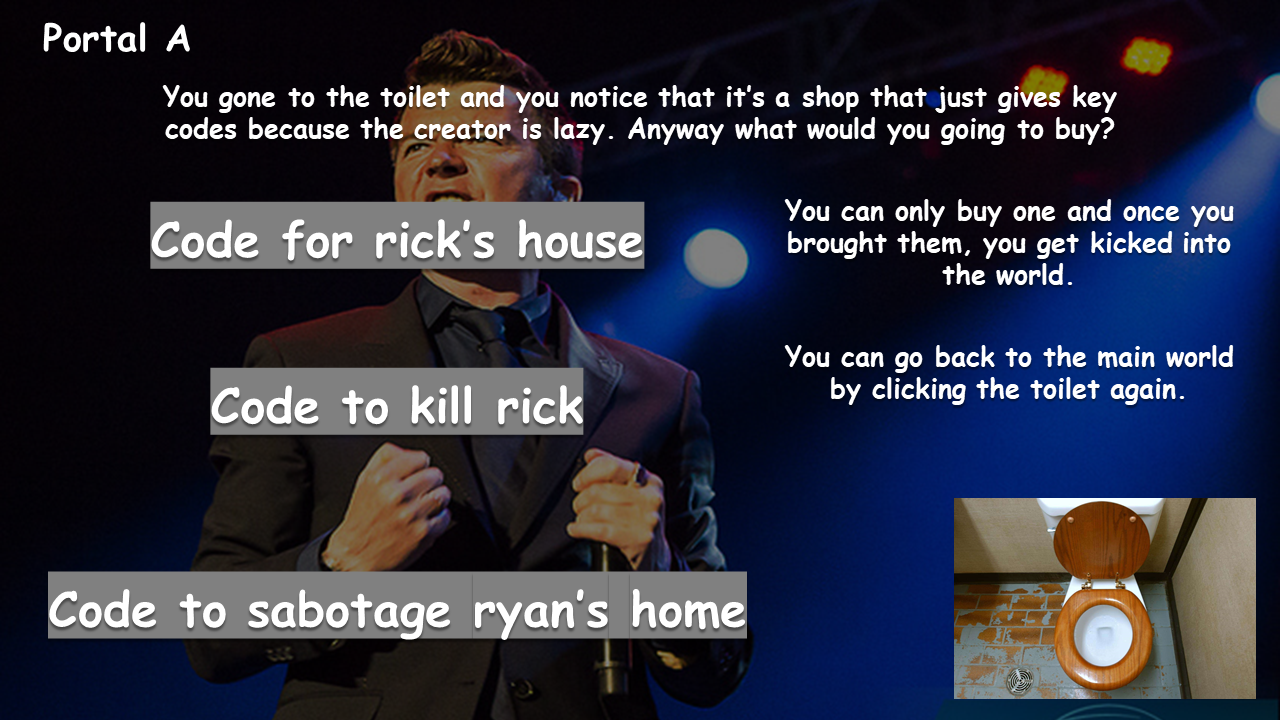 Portal A
You gone to the toilet and you notice that it's a shop that just gives key
codes because the creator is lazy. Anyway what would you going to buy?
Code for rick's house
Code to kill rick
Code to sabotage ryan's home
You can only buy one and once you
brought them, you get kicked into
the world.
You can go back to the main world
by clicking the toilet again.